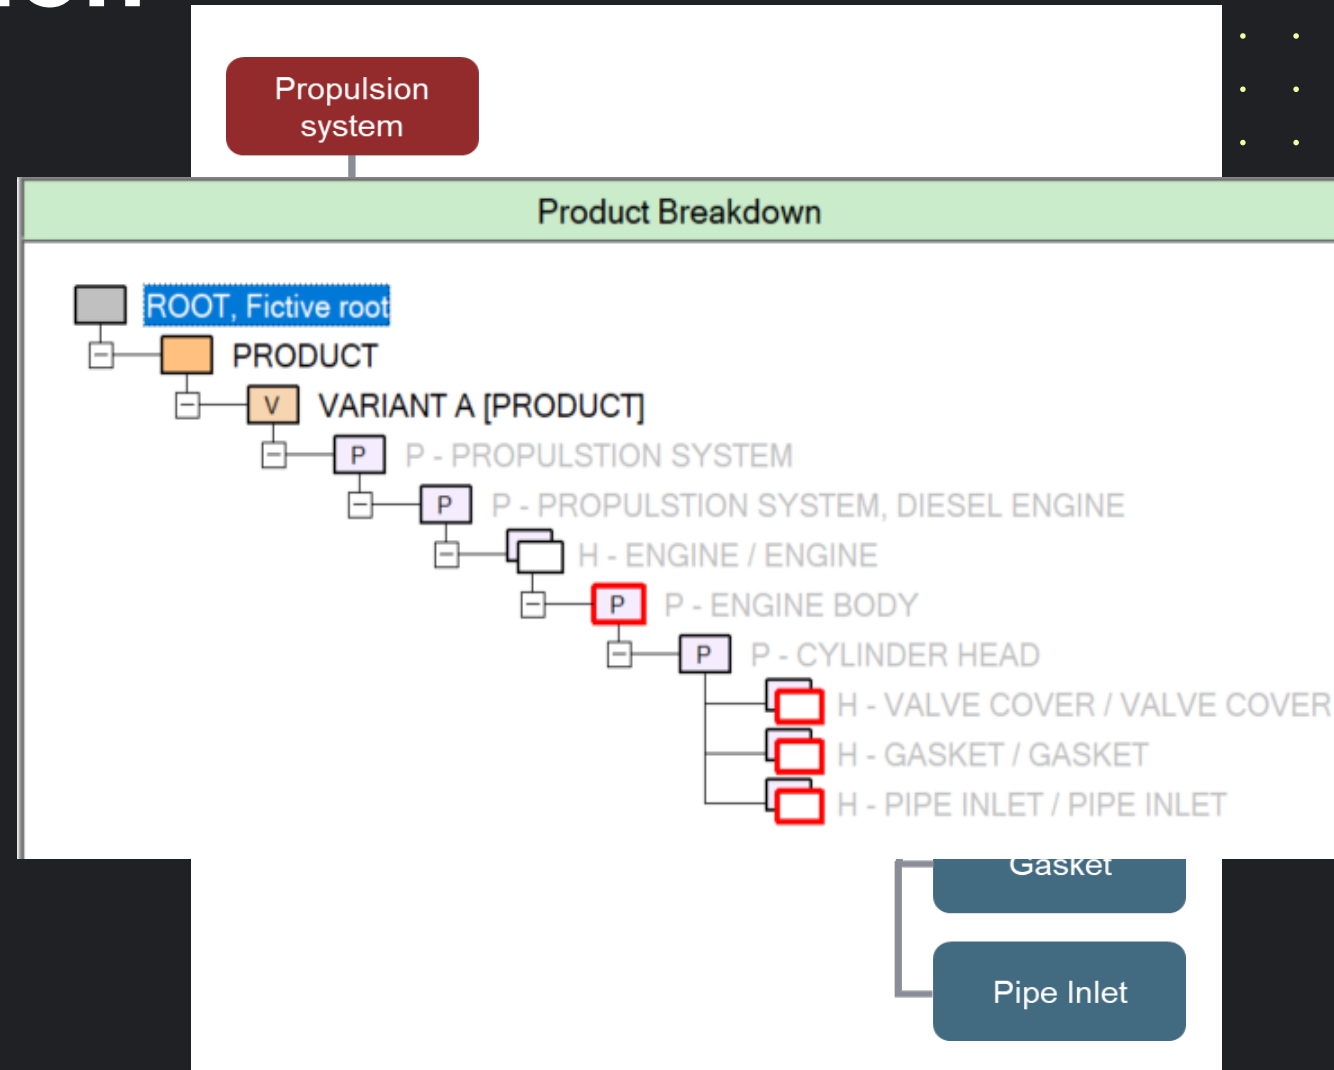 Propulsion
system
Product Breakdown
ROOT, Fictive root
PRODUCT
V VARIANT A [PRODUCT]
P P - PROPULSTION SYSTEM
P P - PROPULSTION SYSTEM, DIESEL ENGINE
H - ENGINE / ENGINE
P P - ENGINE BODY
P P - CYLINDER HEAD
H - VALVE COVER / VALVE COVER
H - GASKET / GASKET
H - PIPE INLET / PIPE INLET
Gasket
Pipe Inlet